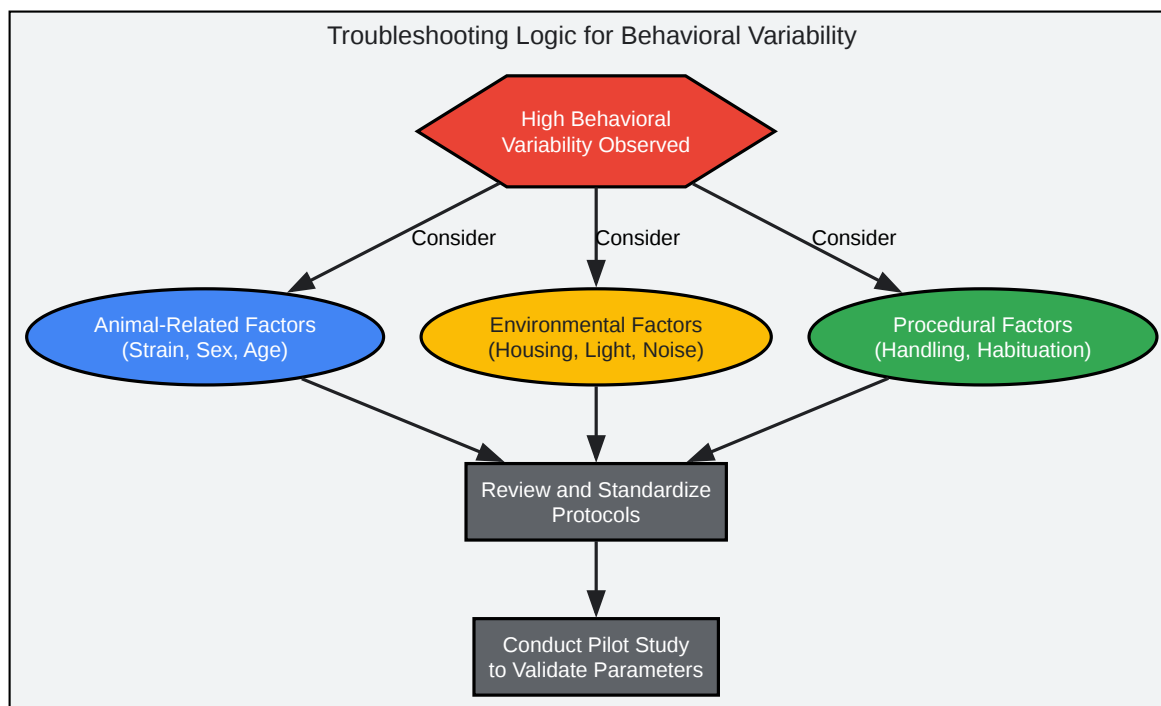 Troubleshooting Logic for Behavioral Variability
High Behavioral
Variability Observed
Consider
Consider
Consider
Animal-Related Factors
(Strain, Sex, Age)
Environmental Factors
(Housing, Light, Noise)
Procedural Factors
(Handling, Habituation)
Review and Standardize
Protocols
Conduct Pilot Study
to Validate Parameters